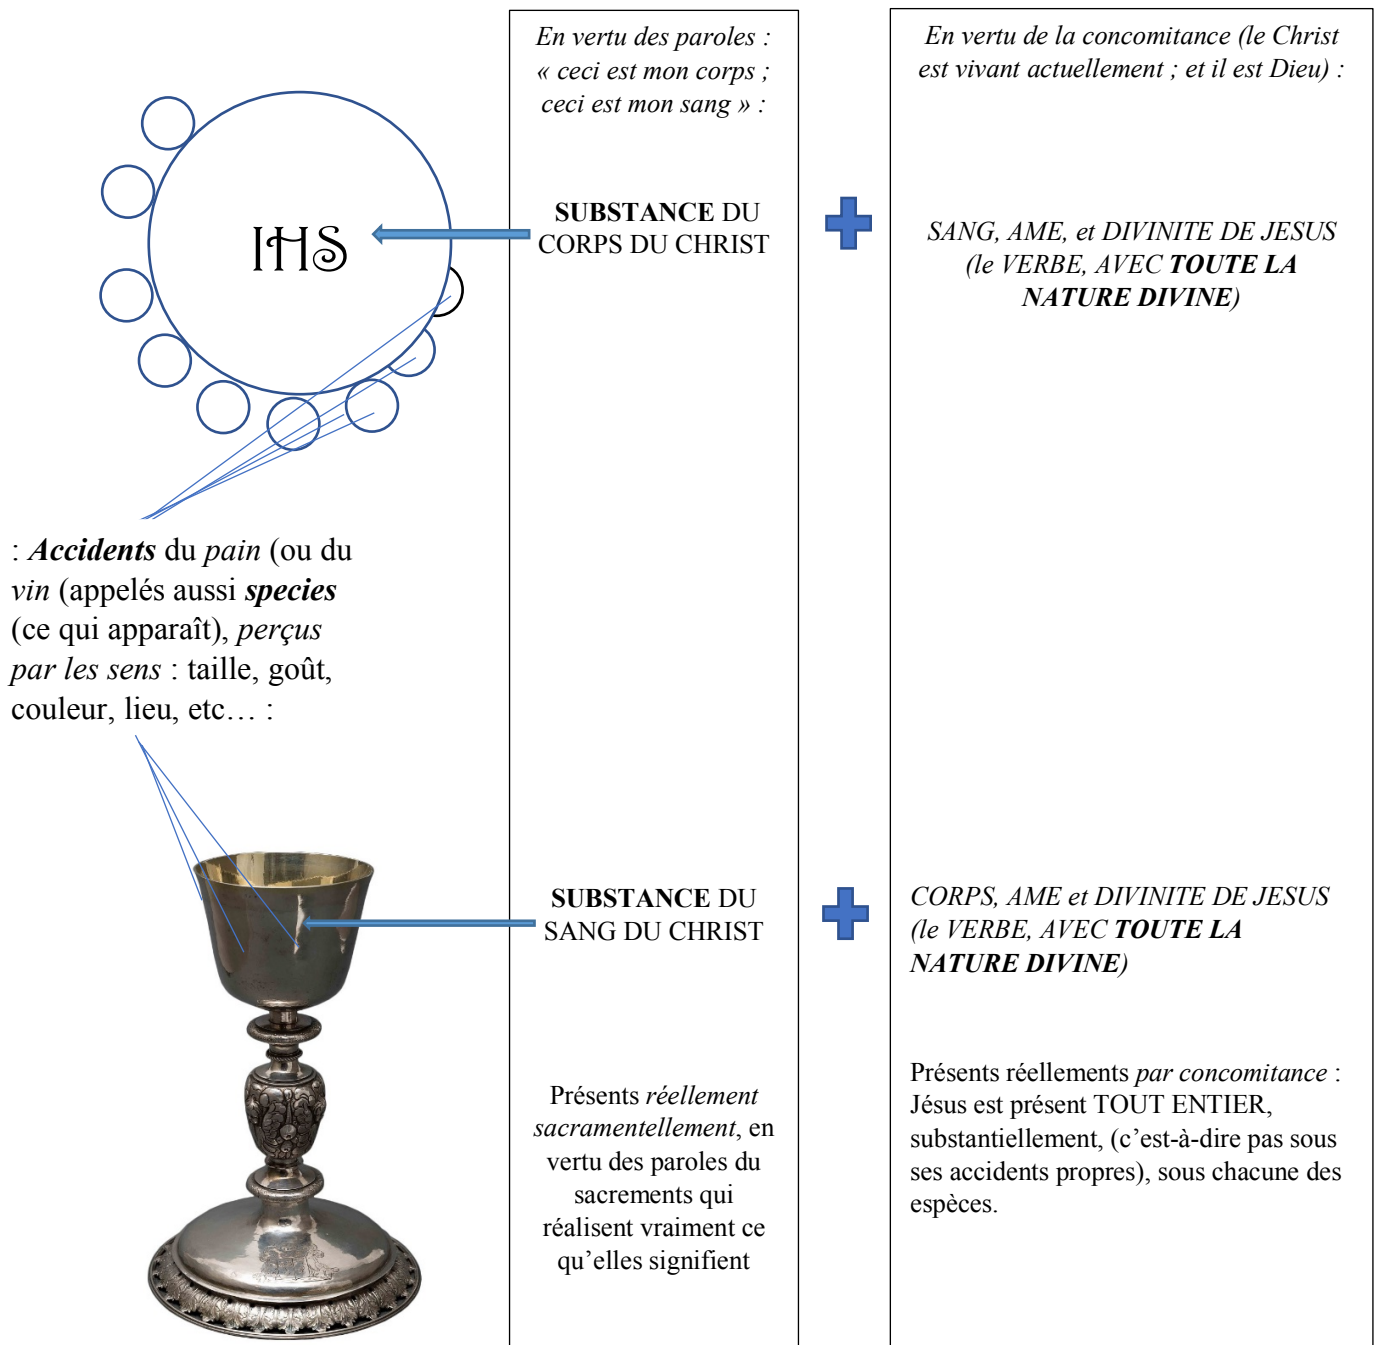 En vertu des paroles :
« ceci est mon corps ;
ceci est mon sang » :
En vertu de la concomitance (le Christ
est vivant actuellement ; et il est Dieu) :
IHS
SUBSTANCE DU
CORPS DU CHRIST
SANG, AME, et DIVINITE DE JESUS
(le VERBE, AVEC TOUTE LA
NATURE DIVINE)
: Accidents du pain (ou du
vin (appelés aussi species
(ce qui apparaît), perçus
par les sens : taille, goût,
couleur, lieu, etc… :
SUBSTANCE DU
SANG DU CHRIST
CORPS, AME et DIVINITE DE JESUS
(le VERBE, AVEC TOUTE LA
NATURE DIVINE)
Présents réellement
sacramentellement, en
vertu des paroles du
sacrements qui
réalisent vraiment ce
qu’elles signifient
Présents réellements par concomitance :
Jésus est présent TOUT ENTIER,
substantiellement, (c’est-à-dire pas sous
ses accidents propres), sous chacune des
espèces.